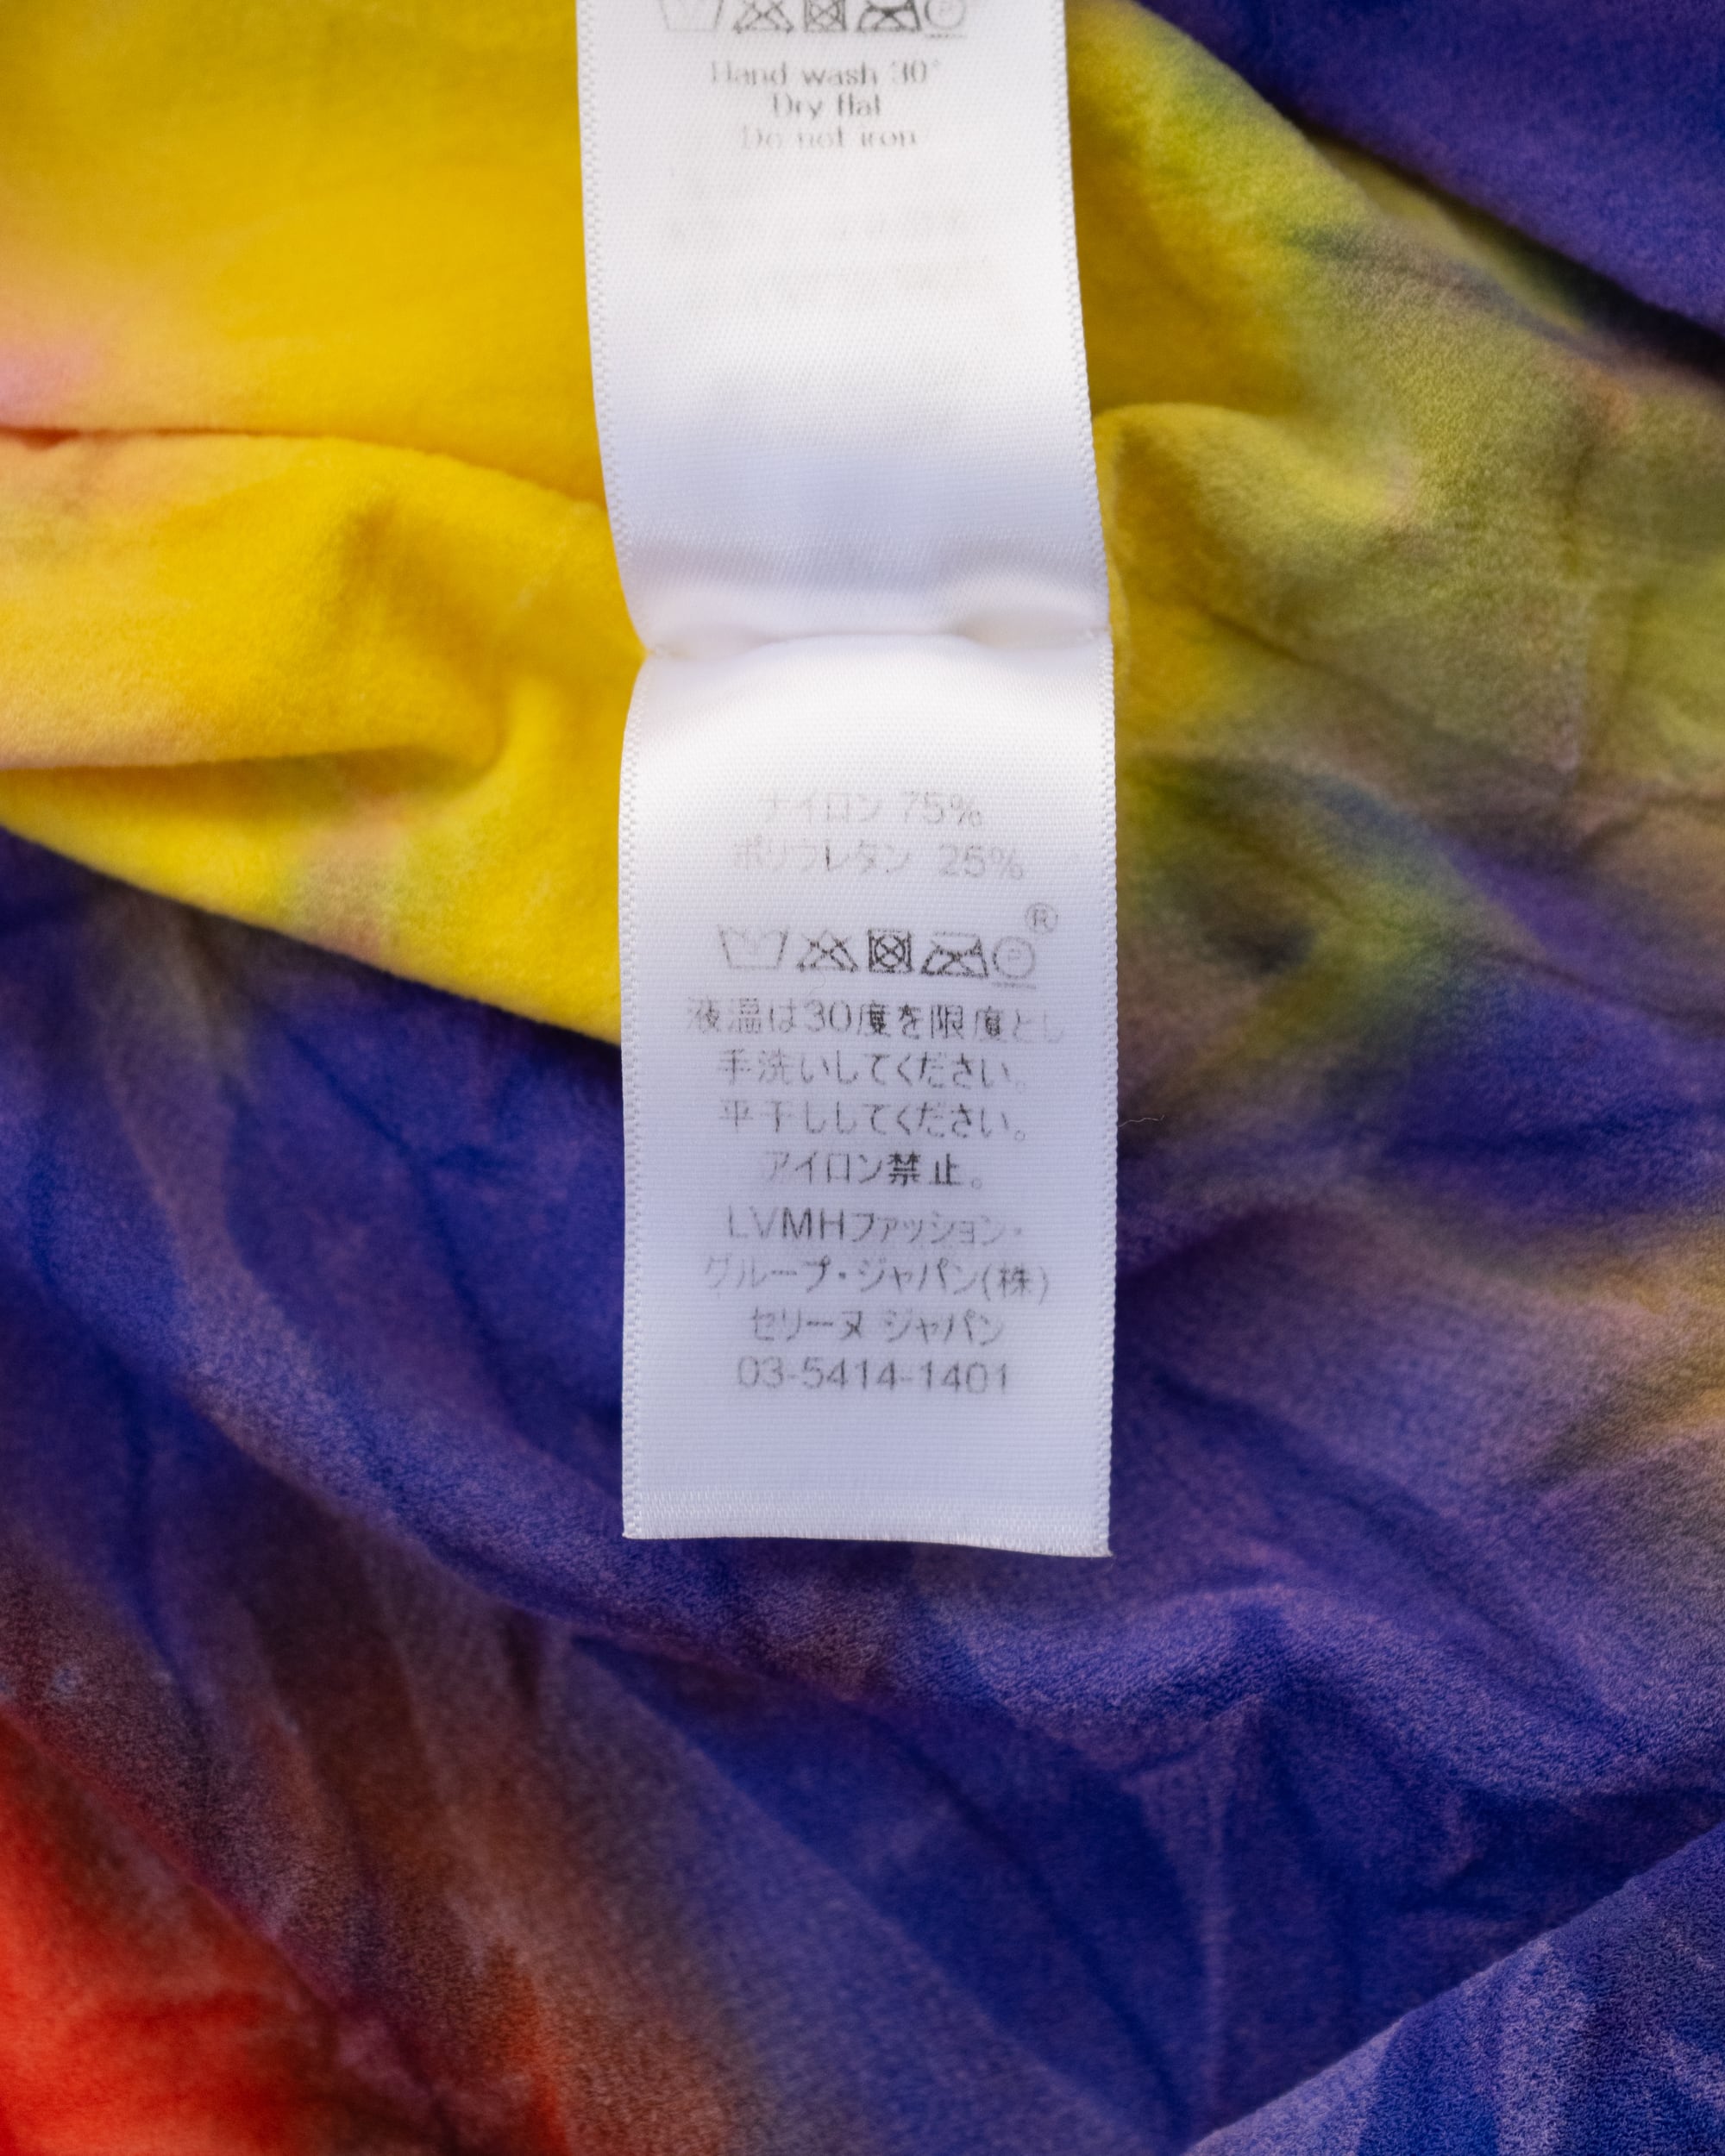 Hand wash 30°
Dry flat
Do not iron
ナイロン 75%
ポリウレタン 25%
®
P
液温は30度を限度とし
手洗いしてください。
平干ししてください。
アイロン禁止。
LVMHファッション・
グループ・ジャパン(株)
セリーヌ ジャパン
03-5414-1401